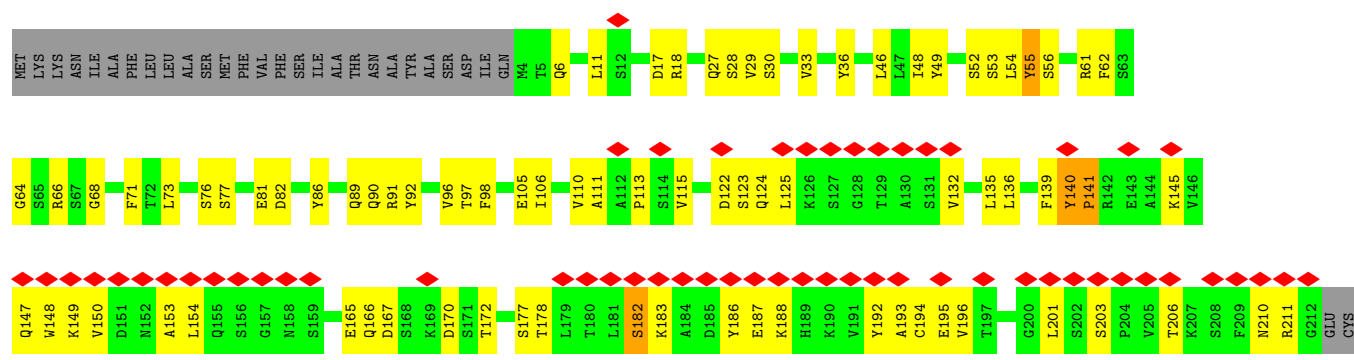 MET LYS LYS ASN ILE ALA PHE LEU LEU ALA SER MET PHE VAL PHE SER ILE ALA THR ASN ALA TYR ALA SER ASP ILE GLN M4 T5 Q6 L11 S12 D17 R18 Q27 S28 V29 S30 V33 Y36 L46 L47 I48 Y49 S52 S53 L54 Y55 S56 R61 F62 S63
G64 S65 R66 S67 G68 F71 T72 L73 S76 S77 E81 D82 Y86 Q89 Q90 R91 Y92 V96 T97 F98 E105 I106 V110 A111 A112 P113 S114 V115 D122 S123 Q124 L125 K126 S127 G128 T129 A130 S131 V132 L135 L136 F139 Y140 P141 R142 E143 A144 K145 V146
Q147 W148 K149 V150 D151 N152 A153 L154 Q155 S156 G157 N158 S159 E165 Q166 D167 S168 K169 D170 S171 T172 S177 T178 L179 T180 L181 S182 K183 A184 D185 Y186 E187 K188 H189 K190 V191 Y192 A193 C194 E195 V196 T197 G200 L201 S202 S203 P204 V205 T206 K207 S208 F209 N210 R211 G212 GLU CYS